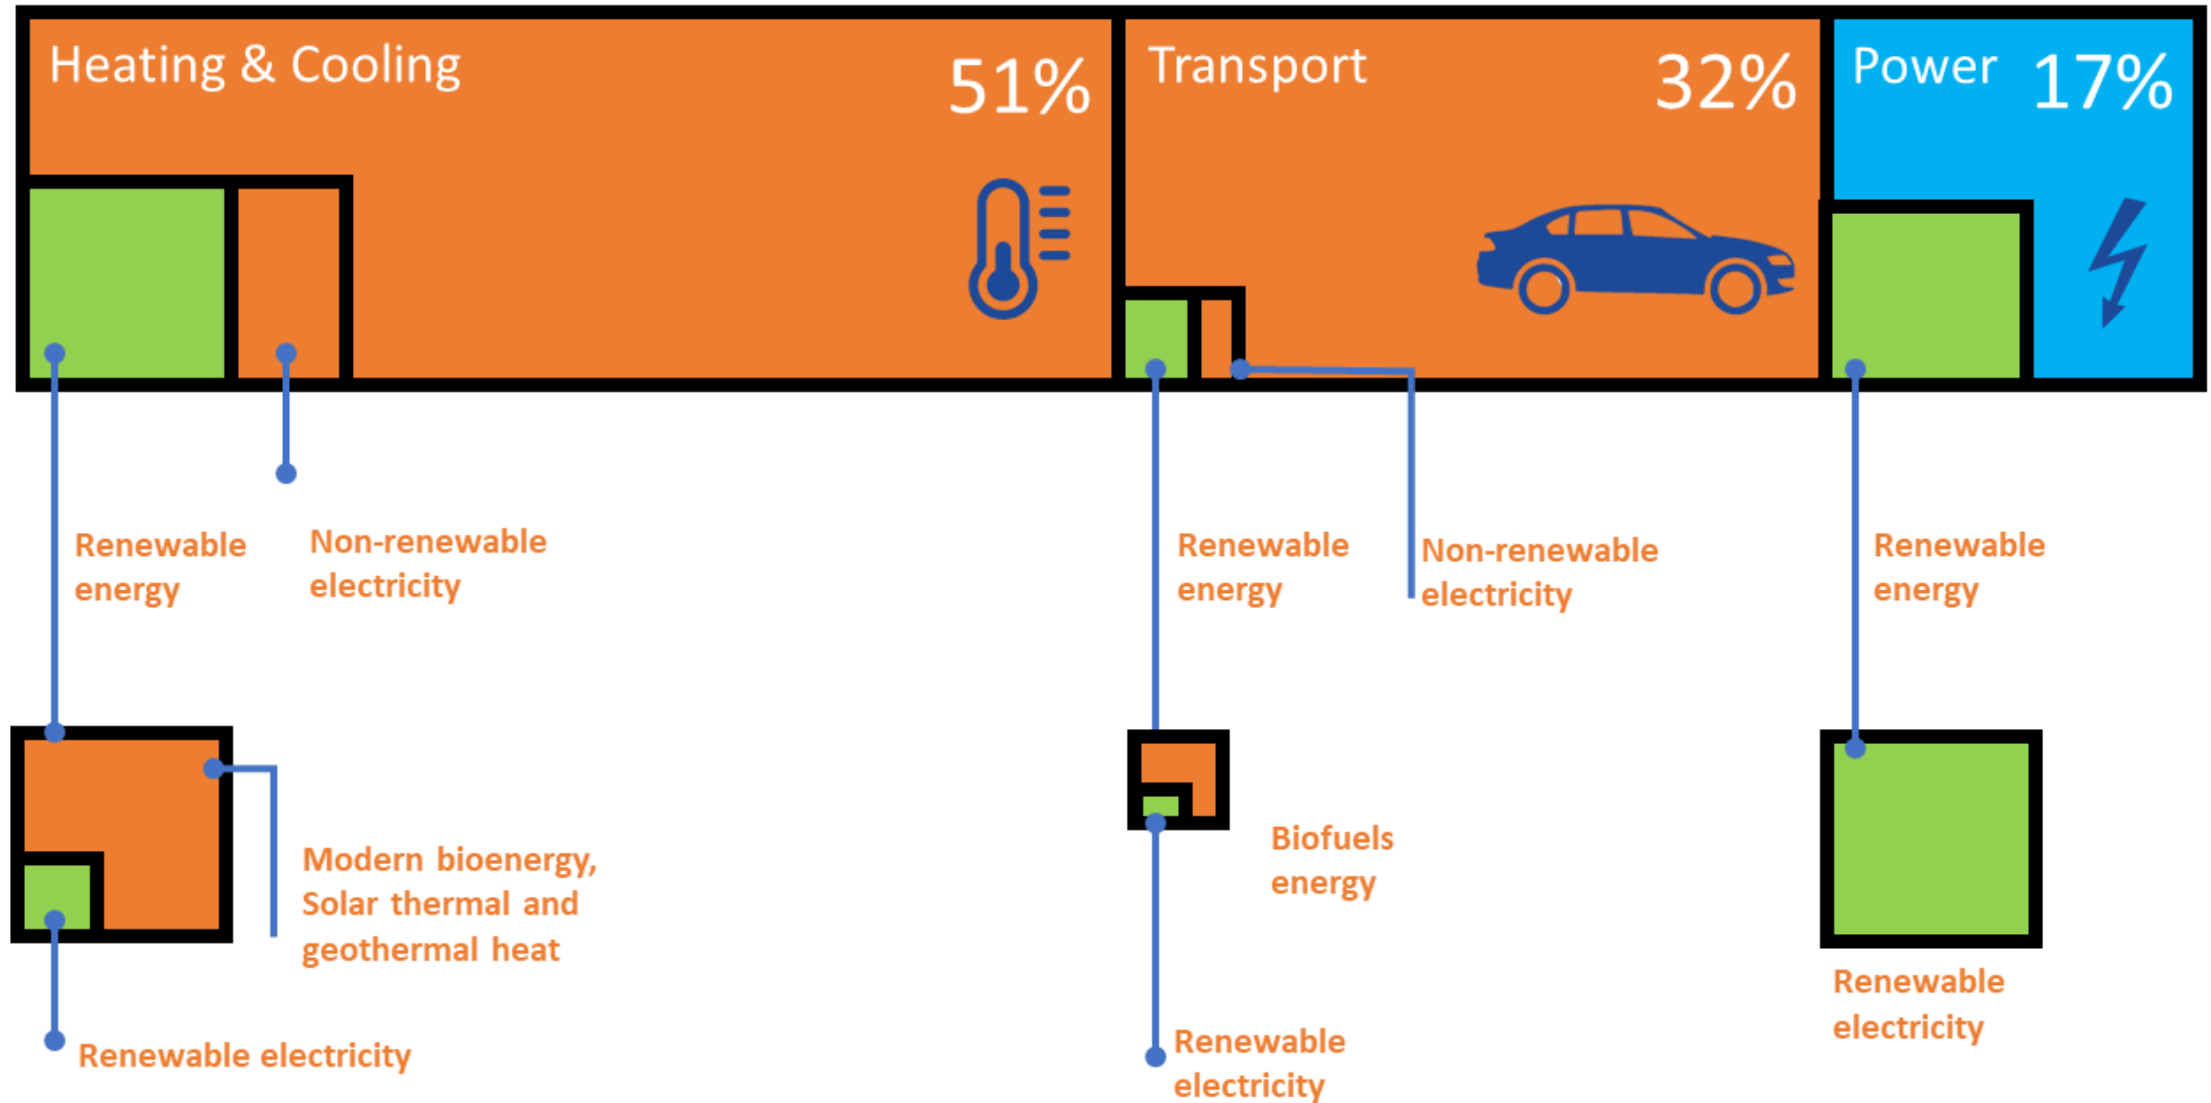 Heating & Cooling
51%
Transport
32%
Power
17%
Renewable
energy
Non-renewable
electricity
Renewable
energy
Non-renewable
electricity
Renewable
energy
Modern bioenergy,
Solar thermal and
geothermal heat
Renewable electricity
Biofuels
energy
Renewable
electricity
Renewable
electricity